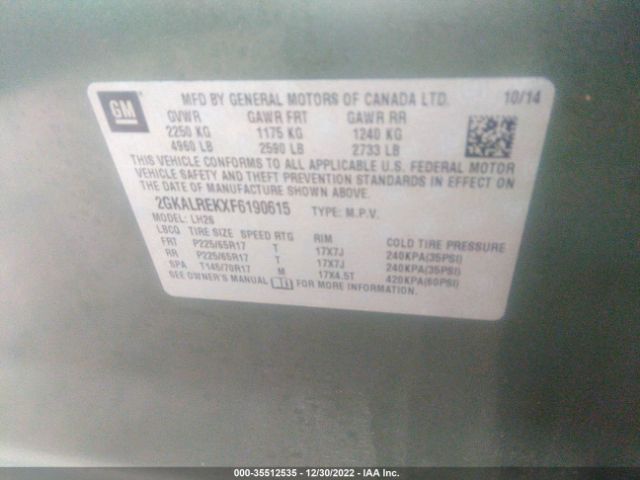 GM
MFD BY GENERAL MOTORS OF CANADA LTD. 10/14
GVWR GAWR FRT GAWR RR
2250 KG 1175 KG 1240 KG
4960 LB 2590 LB 2733 LB
THIS VEHICLE CONFORMS TO ALL APPLICABLE U.S. FEDERAL MOTOR
VEHICLE SAFETY AND THEFT PREVENTION STANDARDS IN EFFECT ON
THE DATE OF MANUFACTURE SHOWN ABOVE.
2GKALREKXF6190615 TYPE: M.P.V.
MODEL: LH26
LBCQ TIRE SIZE SPEED RTG RIM COLD TIRE PRESSURE
FRT P225/65R17 T 17X7J 240KPA(35PSI)
RR P225/65R17 T 17X7J 240KPA(35PSI)
SPA T145/70R17 M 17X4.5T 420KPA(60PSI)
SEE OWNER'S MANUAL FOR MORE INFORMATION.
000-35512535 - 12/30/2022 - IAA Inc.